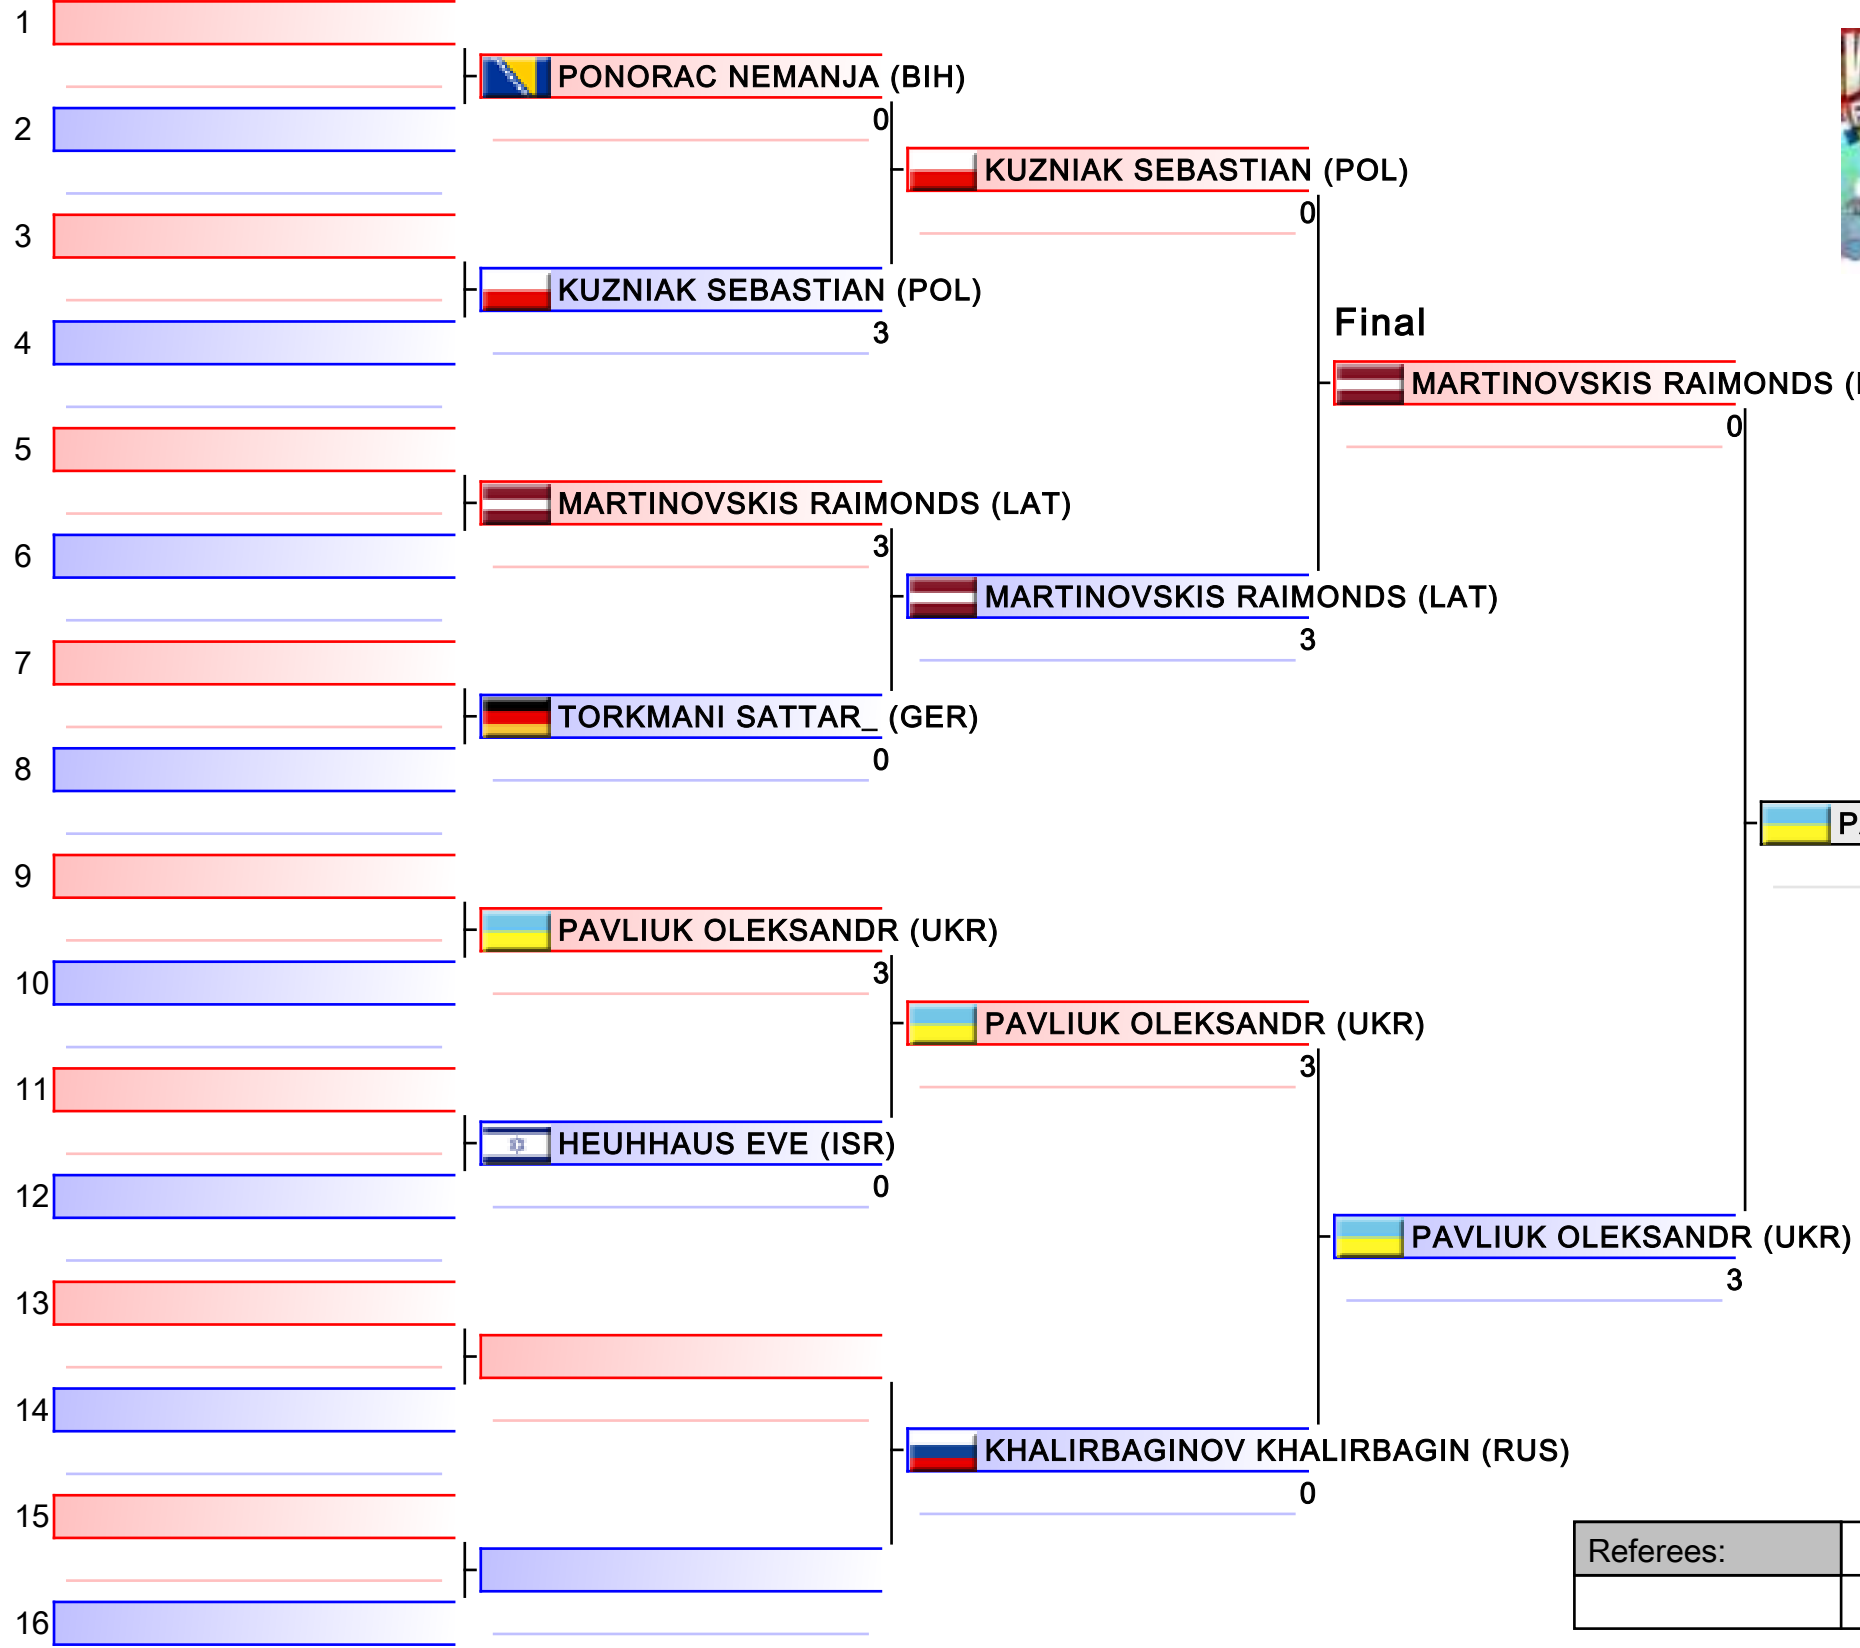 1
PONORAC NEMANJA (BIH)
0
2
KUZNIAK SEBASTIAN (POL)
0
3
KUZNIAK SEBASTIAN (POL)
3
4
Final
MARTINOVSKIS RAIMONDS
0
5
MARTINOVSKIS RAIMONDS (LAT)
3
6
MARTINOVSKIS RAIMONDS (LAT)
3
7
TORKMANI SATTAR_ (GER)
0
8
9
PAVLIUK OLEKSANDR (UKR)
3
10
PAVLIUK OLEKSANDR (UKR)
3
11
HEUHHAUS EVE (ISR)
0
12
PAVLIUK OLEKSANDR (UKR)
3
13
14
KHALIRBAGINOV KHALIRBAGIN (RUS)
0
15
Referees:
16